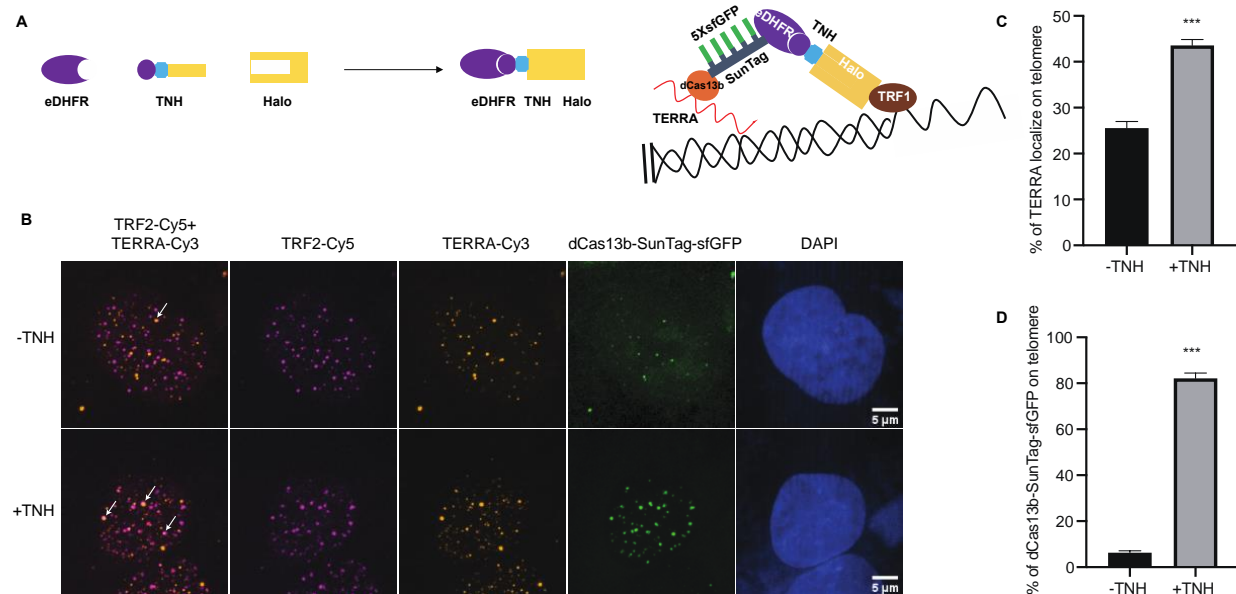 A
eDHFR
TNH
Halo
eDHFR TNH Halo
5XsfGFP
eDHFR
TNH
SunTag
dCas13b
Halo
TRF1
TERRA
B
TRF2-Cy5+
TERRA-Cy3
TRF2-Cy5
TERRA-Cy3
dCas13b-SunTag-sfGFP
DAPI
-TNH
5 µm
+TNH
5 µm
C
% of TERRA localize on telomere
50
40
30
20
10
0
***
-TNH
+TNH
D
% of dCas13b-SunTag-sfGFP on telomere
100
80
60
40
20
0
***
-TNH
+TNH